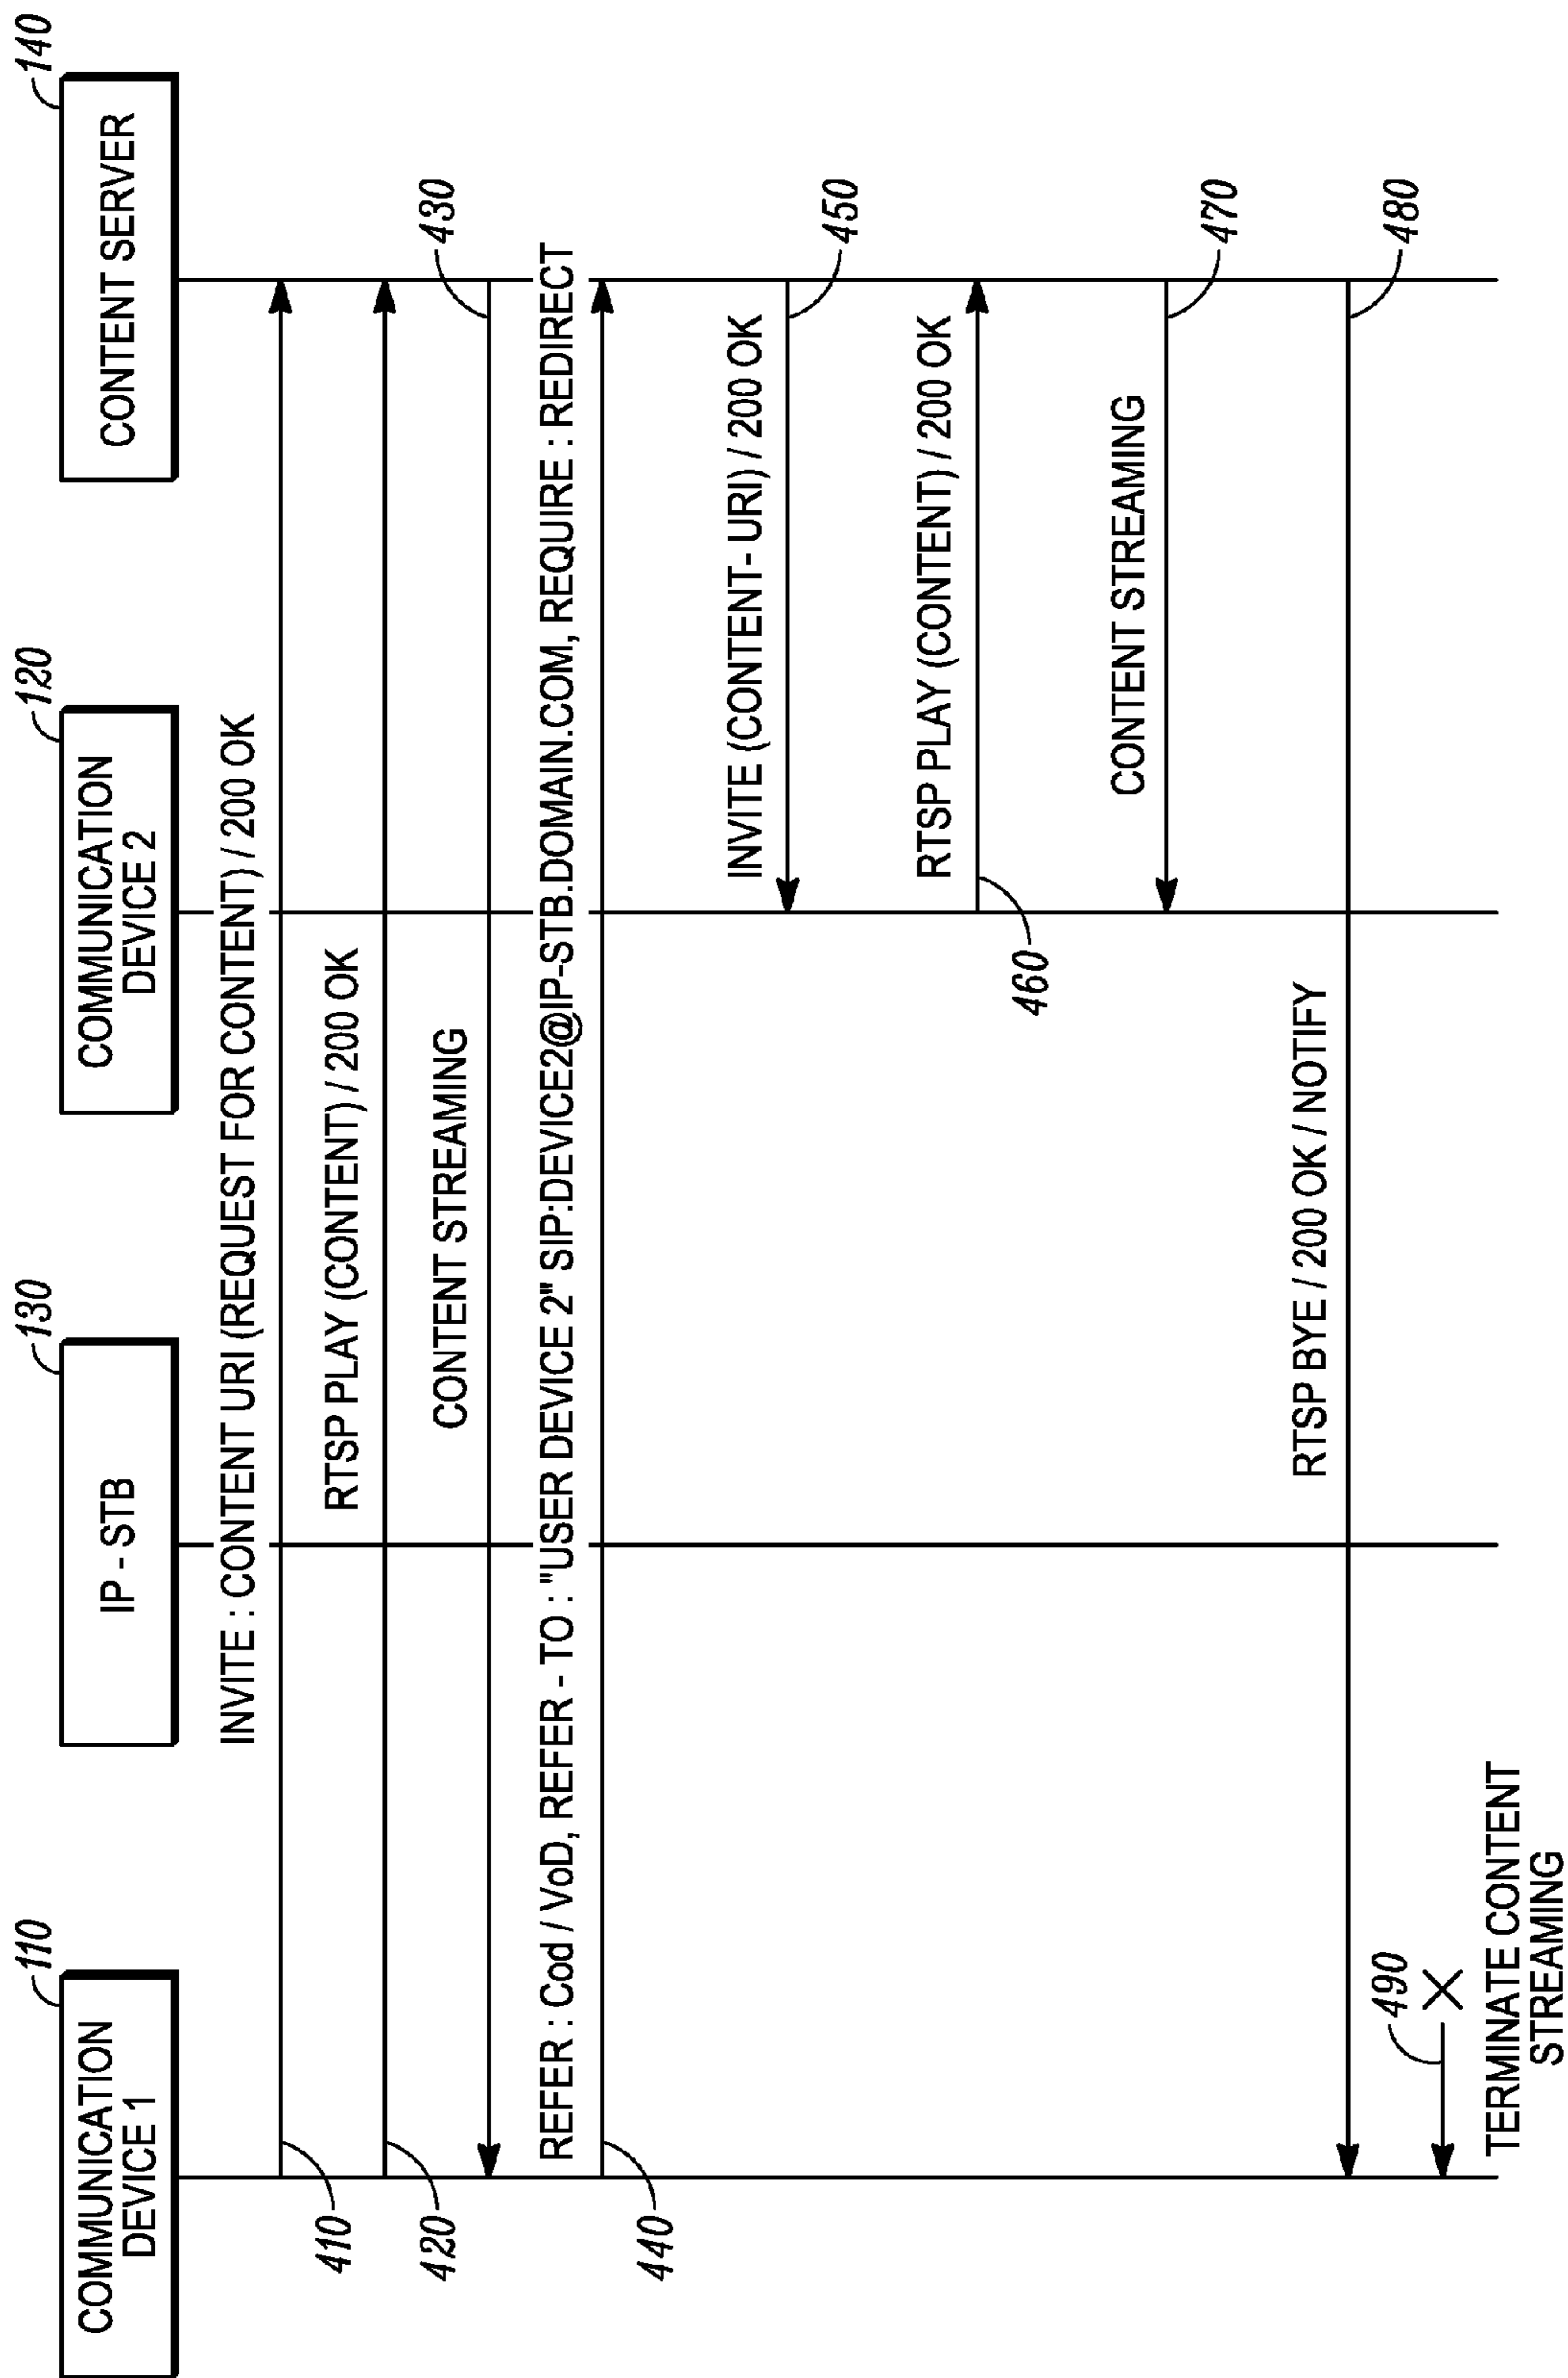 110
COMMUNICATION
DEVICE 1
130
IP - STB
120
COMMUNICATION
DEVICE 2
140
CONTENT SERVER
INVITE : CONTENT URI (REQUEST FOR CONTENT) / 200 OK
410
RTSP PLAY (CONTENT) / 200 OK
420
CONTENT STREAMING
430
REFER : Cod / VoD, REFER - TO : "USER DEVICE 2" SIP:DEVICE2@IP-STB.DOMAIN.COM, REQUIRE : REDIRECT
440
INVITE (CONTENT- URI) / 200 OK
450
RTSP PLAY (CONTENT) / 200 OK
460
CONTENT STREAMING
470
RTSP BYE / 200 OK / NOTIFY
480
490
TERMINATE CONTENT
STREAMING